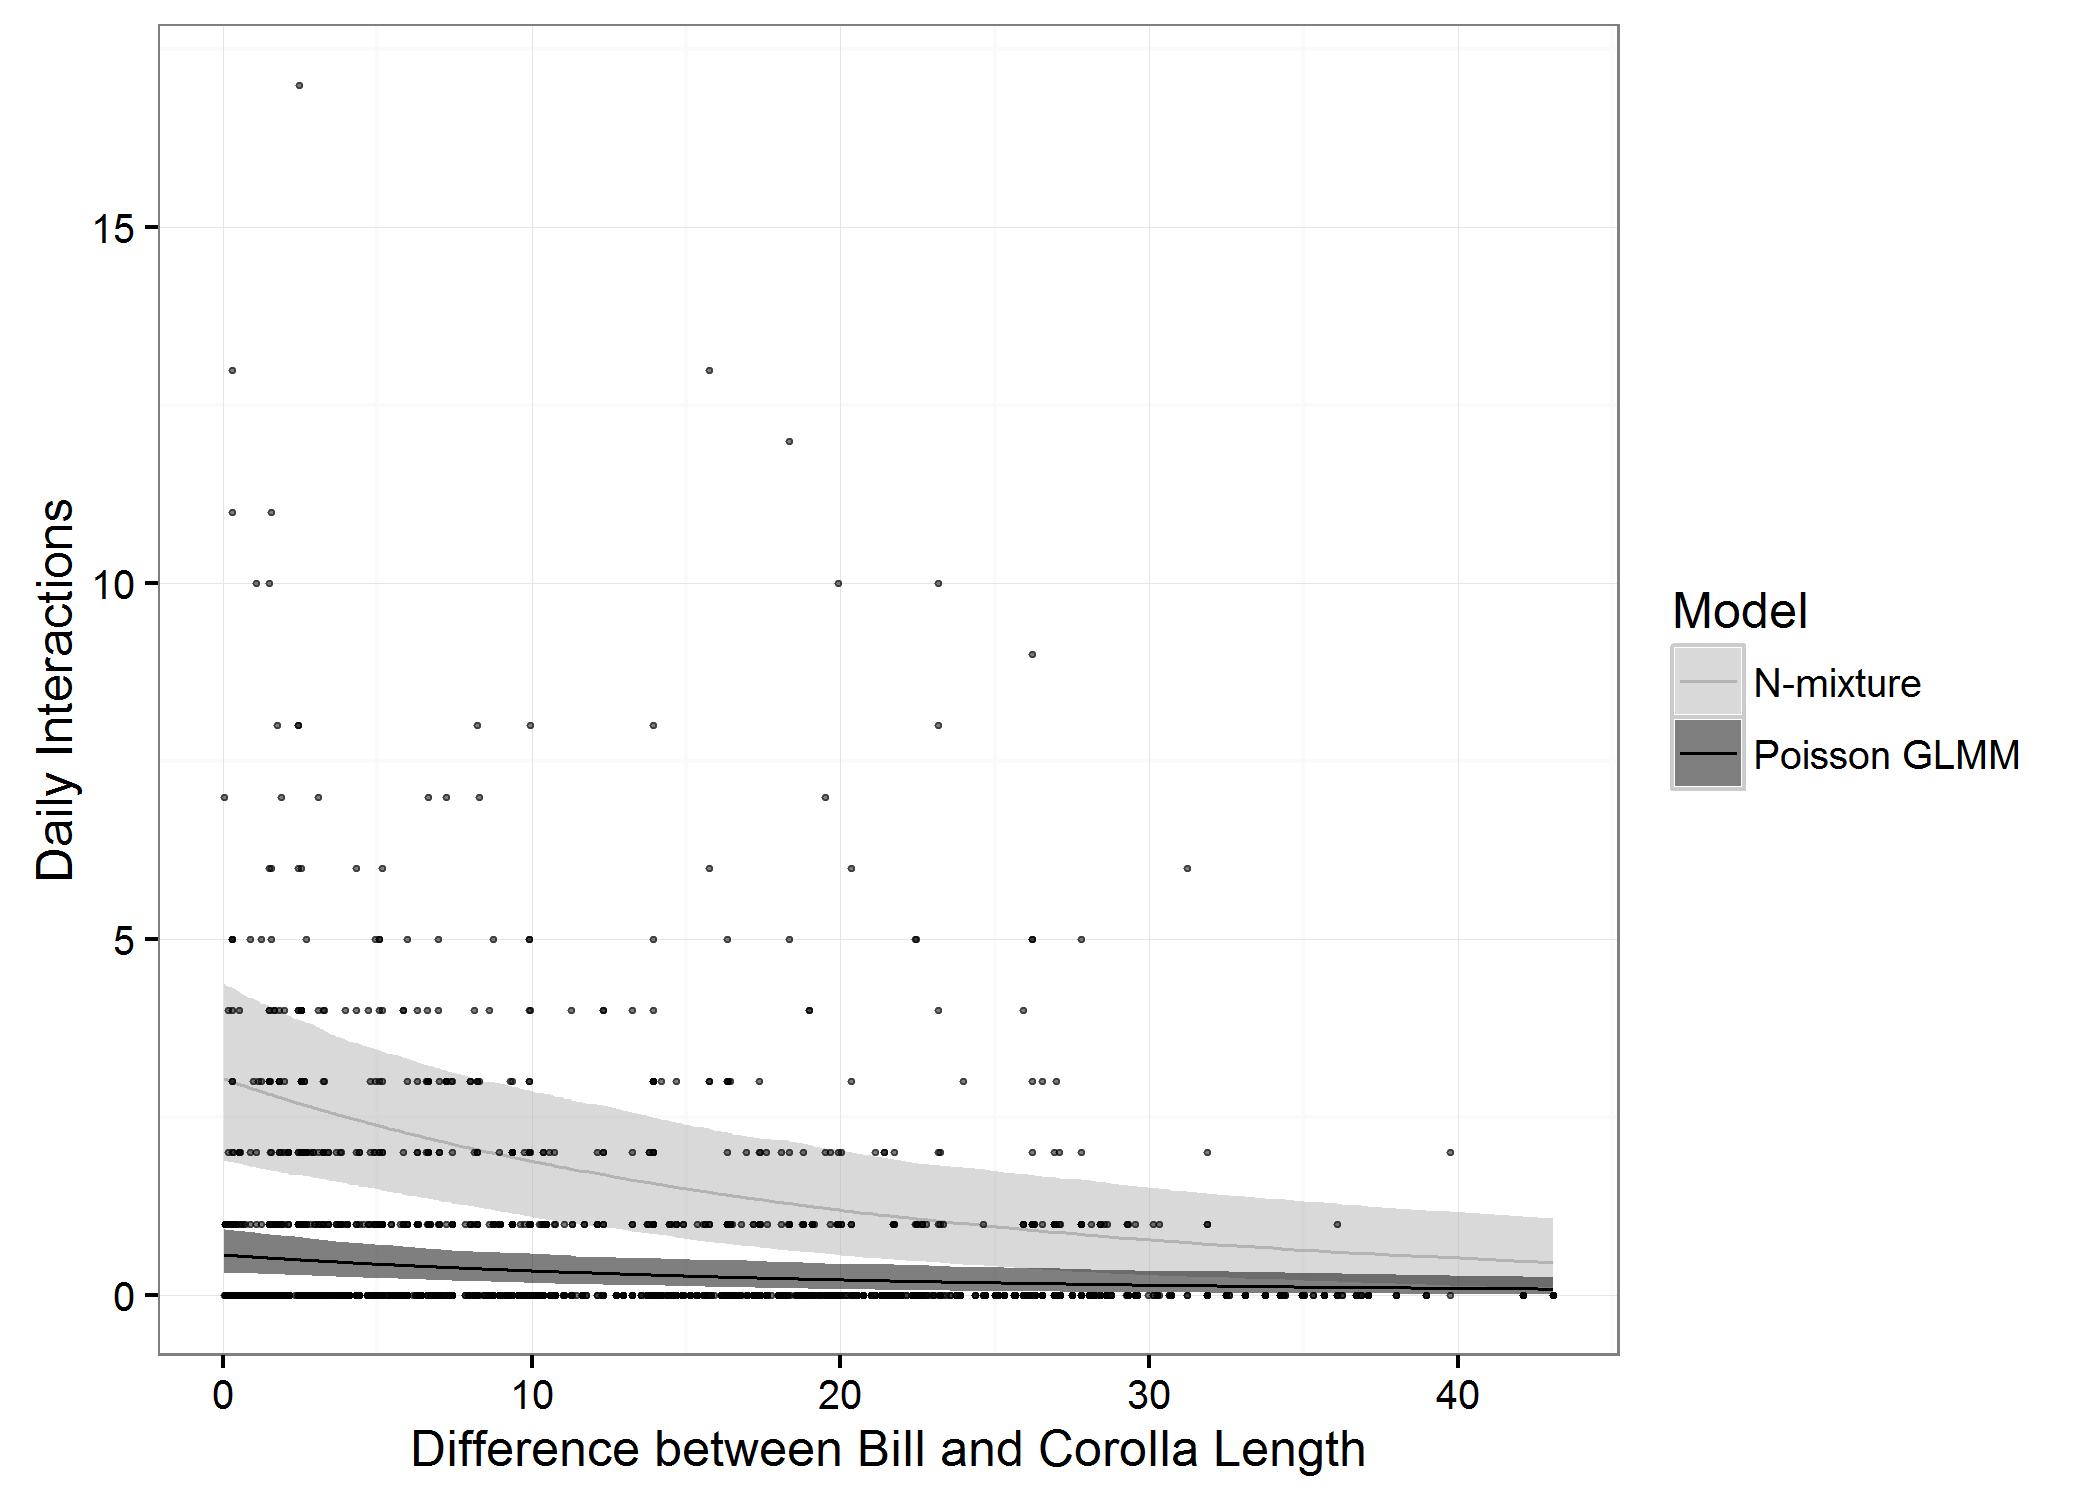 Daily Interactions
15
10
5
0
0 10 20 30 40
Difference between Bill and Corolla Length
Model
N-mixture
Poisson GLMM